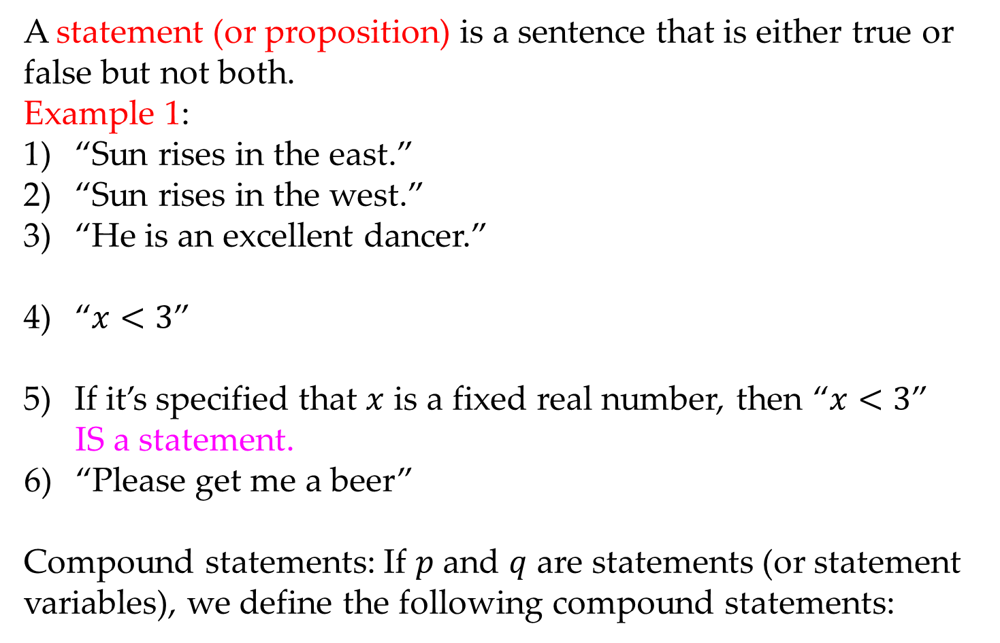 A statement (or proposition) is a sentence that is either true or
false but not both.
Example 1:
1) “Sun rises in the east.”
2) “Sun rises in the west.”
3) “He is an excellent dancer.”
4) “x < 3”
5) If it’s specified that x is a fixed real number, then “x < 3”
IS a statement.
6) “Please get me a beer”
Compound statements: If p and q are statements (or statement
variables), we define the following compound statements: